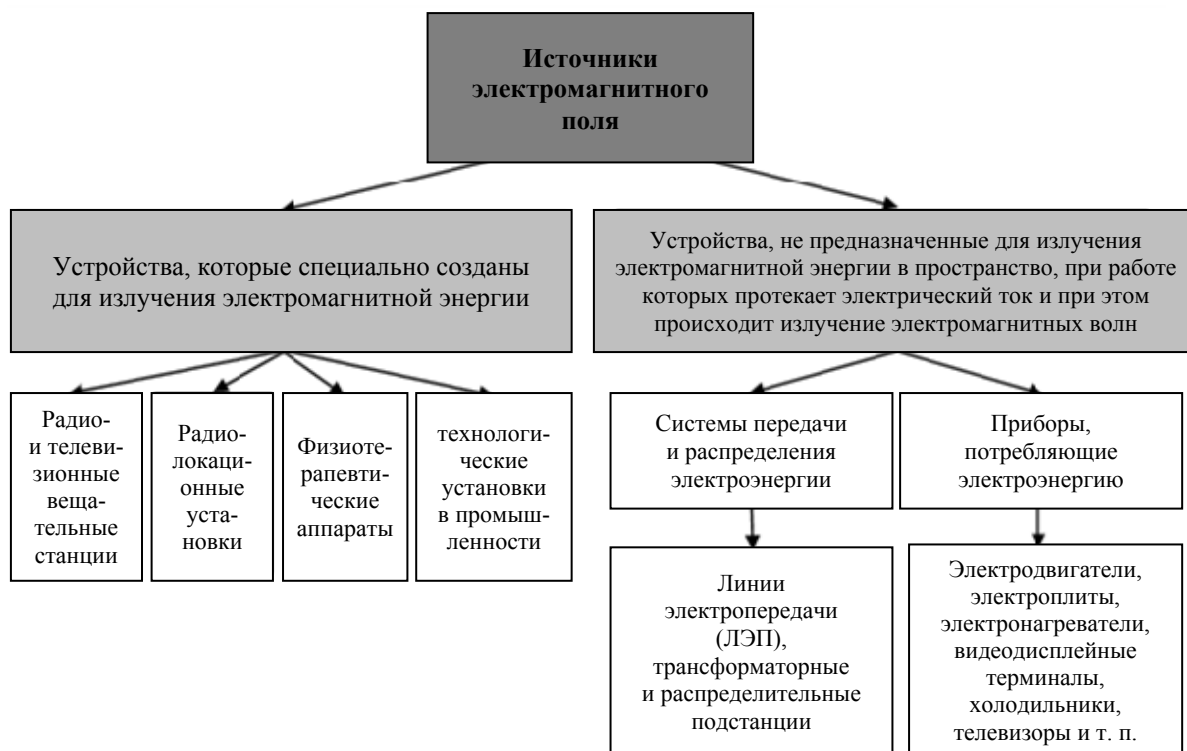 Источники
электромагнитного
поля
Устройства, которые специально созданы
для излучения электромагнитной энергии
Устройства, не предназначенные для излучения
электромагнитной энергии в пространство, при работе
которых протекает электрический ток и при этом
происходит излучение электромагнитных волн
Радио-
и телеви-
зионные
веща-
тельные
станции
Радио-
локаци-
онные
уста-
новки
Физиоте-
рапевти-
ческие
аппараты
технологи-
ческие
установки
в промыш-
ленности
Системы передачи
и распределения
электроэнергии
Приборы,
потребляющие
электроэнергию
Линии
электропередачи
(ЛЭП),
трансформаторные
и распределительные
подстанции
Электродвигатели,
электроплиты,
электронагреватели,
видеодисплейные
терминалы,
холодильники,
телевизоры и т. п.